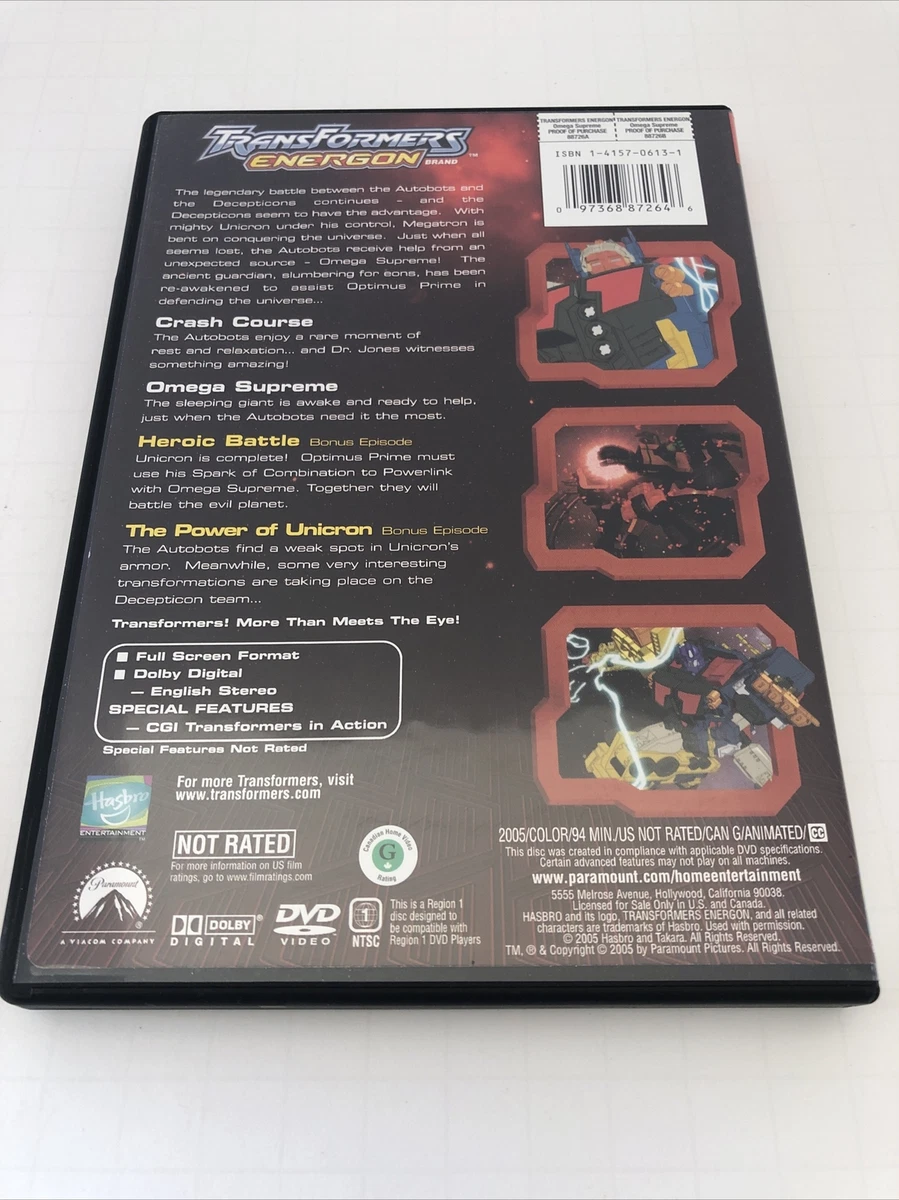 TRANSFORMERS
ENERGON BRAND ™
The legendary battle between the Autobots and
the Decepticons continues - and the
Decepticons seem to have the advantage. With
mighty Unicron under his control, Megatron is
bent on conquering the universe. Just when all
seems lost, the Autobots receive help from an
unexpected source - Omega Supreme! The
ancient guardian, slumbering for eons, has been
re-awakened to assist Optimus Prime in
defending the universe...
Crash Course
The Autobots enjoy a rare moment of
rest and relaxation... and Dr. Jones witnesses
something amazing!
Omega Supreme
The sleeping giant is awake and ready to help,
just when the Autobots need it the most.
Heroic Battle Bonus Episode
Unicron is complete! Optimus Prime must
use his Spark of Combination to Powerlink
with Omega Supreme. Together they will
battle the evil planet.
The Power of Unicron Bonus Episode
The Autobots find a weak spot in Unicron's
armor. Meanwhile, some very interesting
transformations are taking place on the
Decepticon team...
Transformers! More Than Meets The Eye!
■ Full Screen Format
■ Dolby Digital
— English Stereo
SPECIAL FEATURES
— CGI Transformers in Action
Special Features Not Rated
TRANSFORMERS ENERGON
Omega Supreme
PROOF OF PURCHASE
88726A
TRANSFORMERS ENERGON
Omega Supreme
PROOF OF PURCHASE
88726B
ISBN 1-4157-0613-1
0 97368 87264 6
Hasbro
ENTERTAINMENT™
For more Transformers, visit
www.transformers.com
NOT RATED
For more information on US film
ratings, go to www.filmratings.com
Canadian Home Video
G
Rating
Paramount
A VIACOM COMPANY
DOLBY®
DIGITAL
DVD
VIDEO
1
NTSC
This is a Region 1
disc designed to
be compatible with
Region 1 DVD Players
2005/COLOR/94 MIN./US NOT RATED/CAN G/ANIMATED/ CC
This disc was created in compliance with applicable DVD specifications.
Certain advanced features may not play on all machines.
www.paramount.com/homeentertainment
5555 Melrose Avenue, Hollywood, California 90038.
Licensed for Sale Only in U.S. and Canada.
HASBRO and its logo, TRANSFORMERS ENERGON, and all related
characters are trademarks of Hasbro. Used with permission.
© 2005 Hasbro and Takara. All Rights Reserved.
TM, ® & Copyright © 2005 by Paramount Pictures. All Rights Reserved.